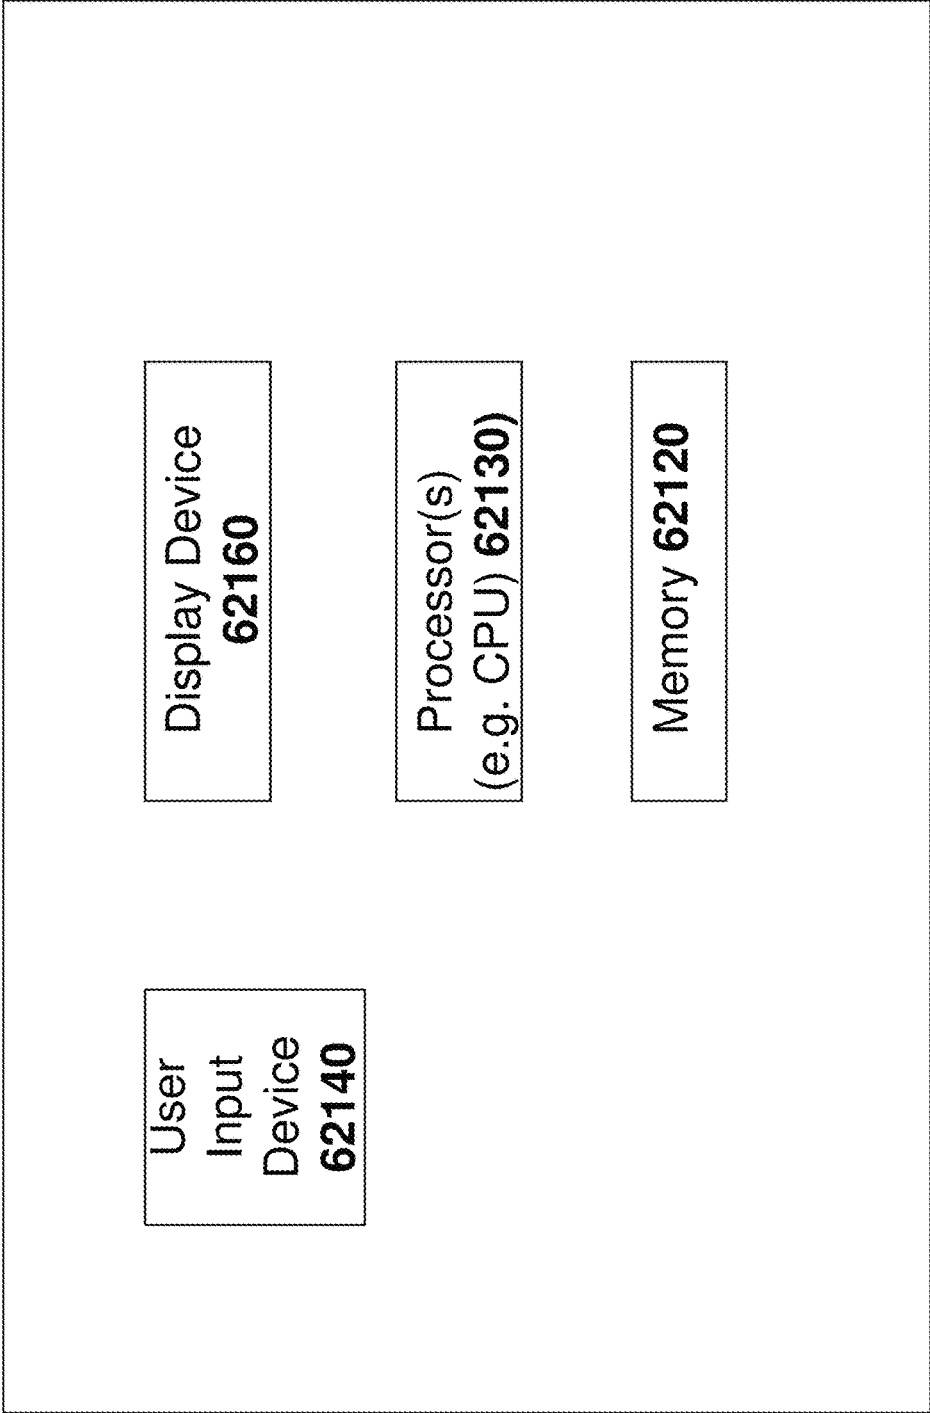 User
Input
Device
62140
Display Device
62160
Processor(s)
(e.g. CPU) 62130)
Memory 62120